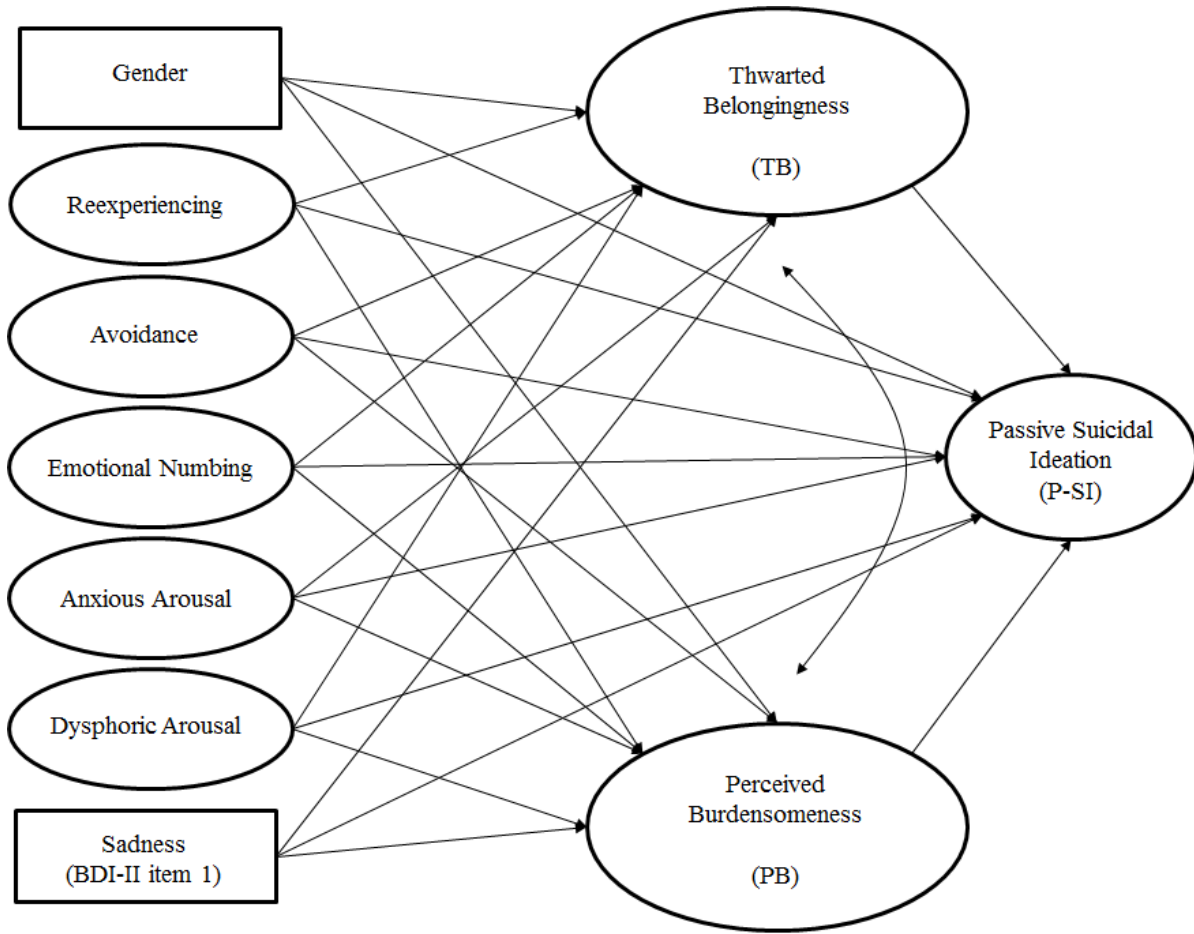 Gender
Reexperiencing
Avoidance
Emotional Numbing
Anxious Arousal
Dysphoric Arousal
Sadness
(BDI-II item 1)
Thwarted
Belongingness
(TB)
Perceived
Burdensomeness
(PB)
Passive Suicidal
Ideation
(P-SI)